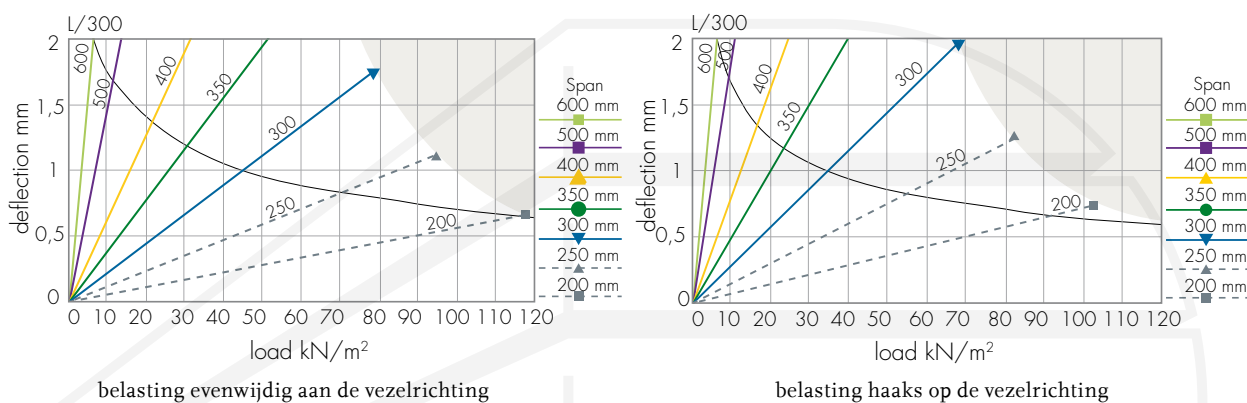 L/300
2
1,5
1
0,5
0
deflection mm
600
500
400
350
300
250
200
0 10 20 30 40 50 60 70 80 90 100 110 120
load kN/m²
Span
600 mm
500 mm
400 mm
350 mm
300 mm
250 mm
200 mm
belasting evenwijdig aan de vezelrichting
L/300
2
1,5
1
0,5
0
deflection mm
600
500
400
350
300
250
200
0 10 20 30 40 50 60 70 80 90 100 110 120
load kN/m²
Span
600 mm
500 mm
400 mm
350 mm
300 mm
250 mm
200 mm
belasting haaks op de vezelrichting